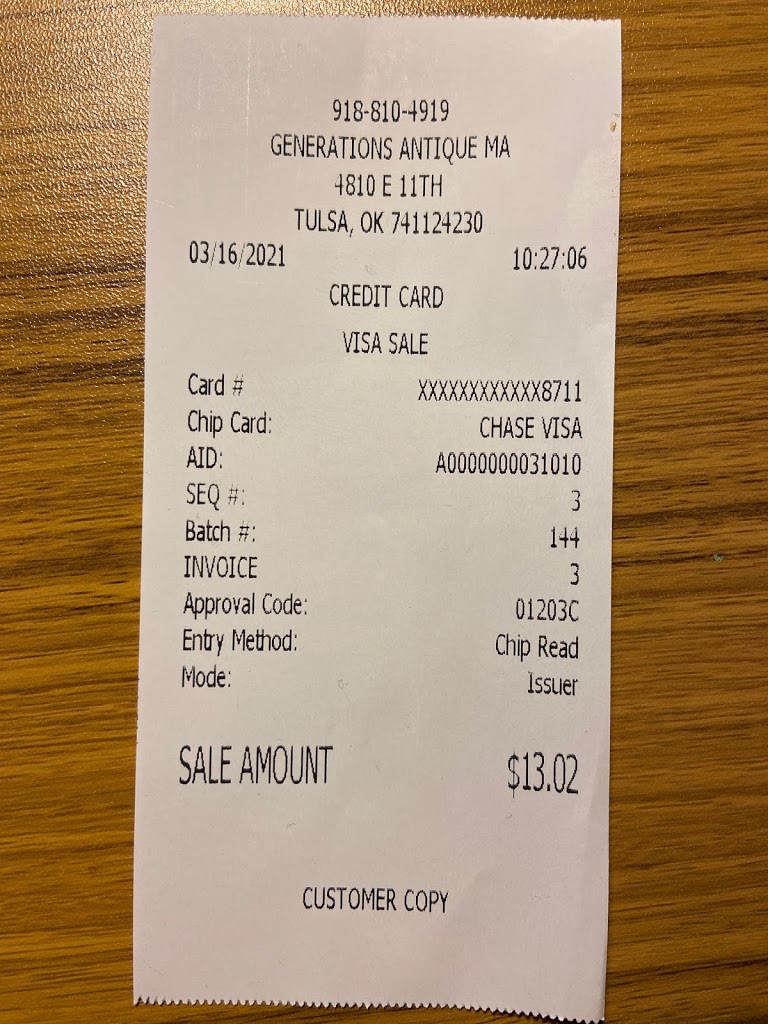 918-810-4919
GENERATIONS ANTIQUE MA
4810 E 11TH
TULSA, OK 741124230
03/16/2021 10:27:06
CREDIT CARD
VISA SALE
Card # XXXXXXXXXXXX8711
Chip Card: CHASE VISA
AID: A0000000031010
SEQ #: 3
Batch #: 144
INVOICE 3
Approval Code: 01203C
Entry Method: Chip Read
Mode: Issuer
SALE AMOUNT $13.02
CUSTOMER COPY